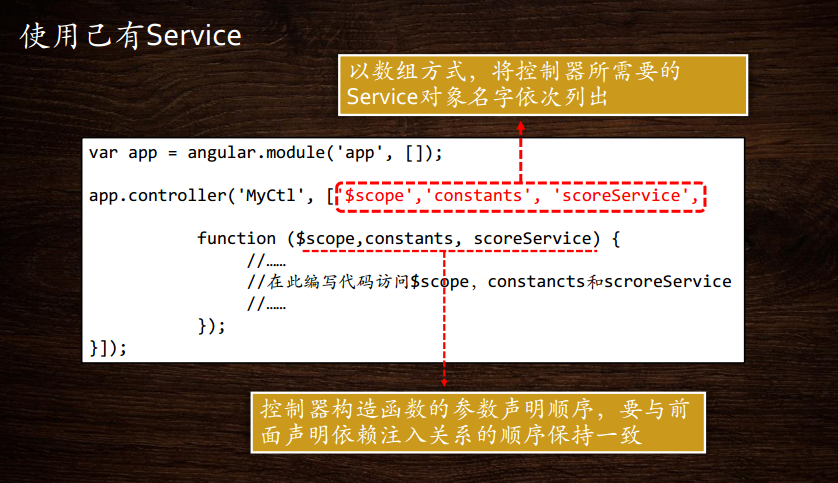 使用已有Service
以数组方式，将控制器所需要的
Service对象名字依次列出
var app = angular.module('app', []);
app.controller('MyCtl', ['$scope','constants', 'scoreService',
function ($scope,constants, scoreService) {
//……
//在此编写代码访问$scope，constancts和scroreService
//……
});
}]);
控制器构造函数的参数声明顺序，要与前
面声明依赖注入关系的顺序保持一致